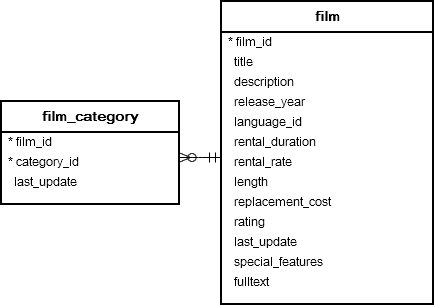 film
* film_id
title
description
release_year
language_id
rental_duration
rental_rate
length
replacement_cost
rating
last_update
special_features
fulltext
film_category
* film_id
* category_id
last_update